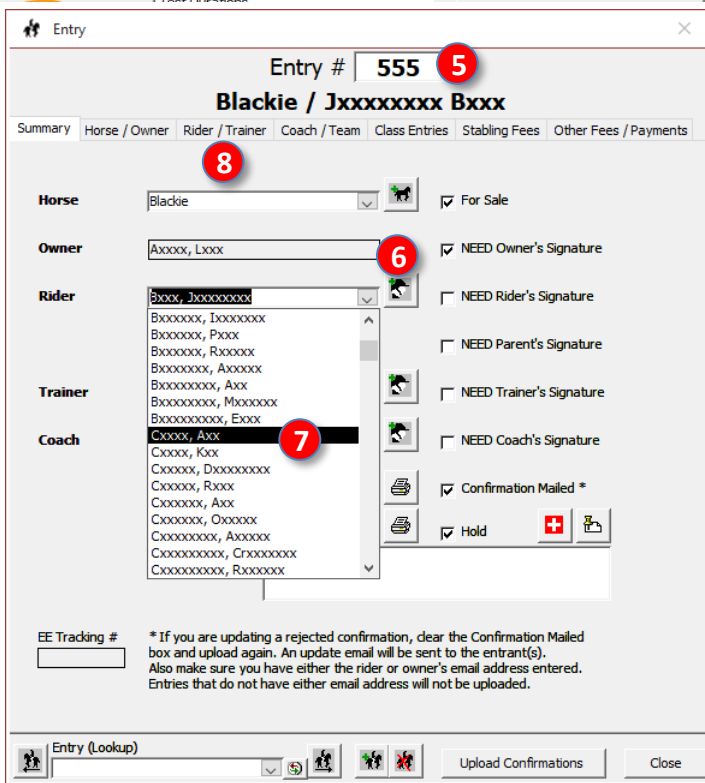 Entry
Entry # 555 5
Blackie / Jxxxxxxxx Bxxx
Summary Horse / Owner Rider / Trainer Coach / Team Class Entries Stabling Fees Other Fees / Payments
8
Horse Blackie For Sale
Owner Axxxx, Lxxx 6 NEED Owner's Signature
Rider Bxxx, Jxxxxxxxx NEED Rider's Signature
Bxxxxxx, Ixxxxxxx
Bxxxxxx, Pxxx
Bxxxxxx, Rxxxxx NEED Parent's Signature
Bxxxxxxx, Axxxxx
Trainer Bxxxxxxxx, Axx NEED Trainer's Signature
Bxxxxxxxx, Mxxxxxx
Bxxxxxxxxx, Exxx
Coach Cxxxx, Axx 7 NEED Coach's Signature
Cxxxx, Kxx
Cxxxxx, Dxxxxxxxx
Cxxxxx, Rxxx Confirmation Mailed *
Cxxxxxx, Axx
Cxxxxxx, Oxxxxx Hold
Cxxxxxxxx, Axxxxx
Cxxxxxxxxx, Crxxxxxxx
Cxxxxxxxxx, Rxxxxxx
EE Tracking # * If you are updating a rejected confirmation, clear the Confirmation Mailed
box and upload again. An update email will be sent to the entrant(s).
Also make sure you have either the rider or owner's email address entered.
Entries that do not have either email address will not be uploaded.
Entry (Lookup)
Upload Confirmations Close